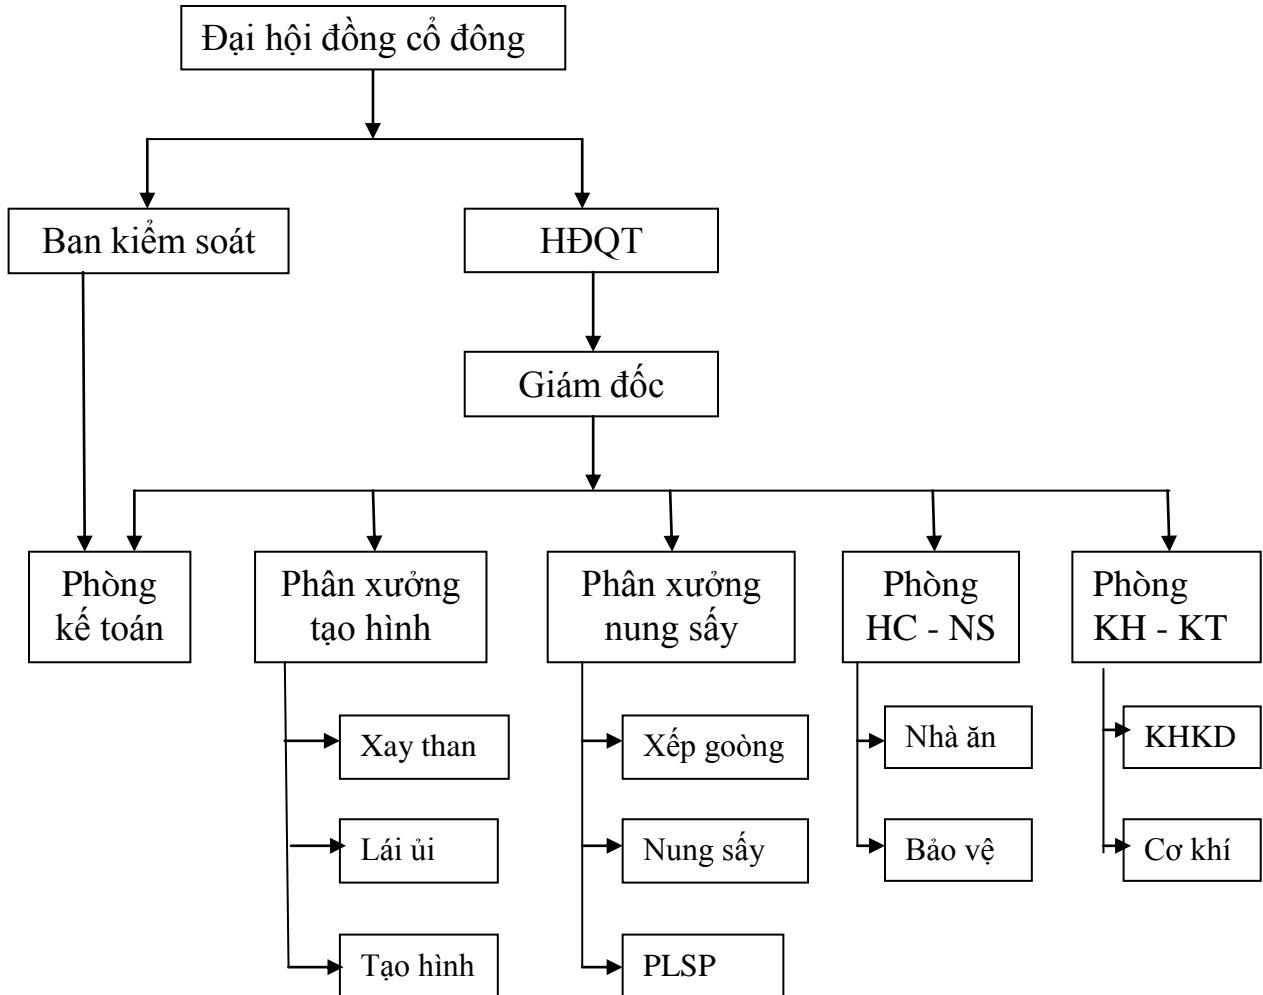 Đại hội đồng cổ đông
Ban kiểm soát
HĐQT
Giám đốc
Phòng
kế toán
Phân xưởng
tạo hình
Phân xưởng
nung sấy
Phòng
HC - NS
Phòng
KH - KT
Xay than
Xếp goòng
Nhà ăn
KHKD
Lái ủi
Nung sấy
Bảo vệ
Cơ khí
Tạo hình
PLSP